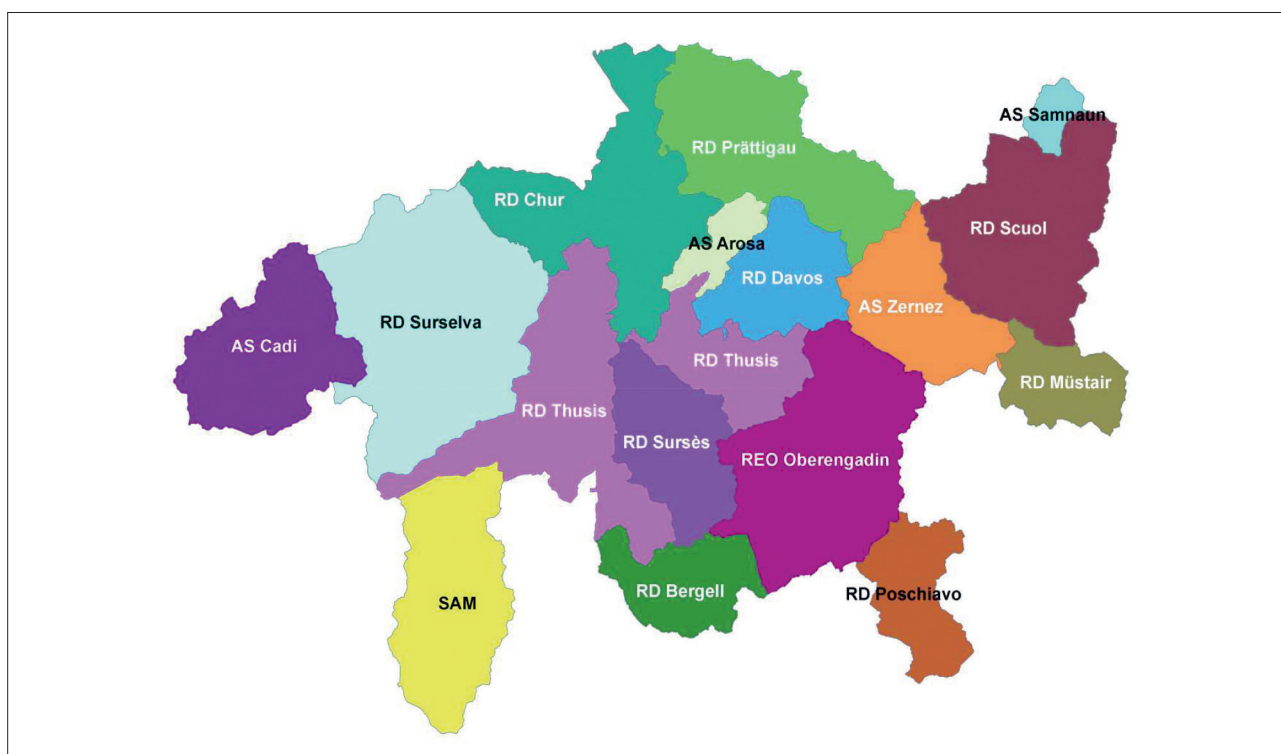 AS Samnaun
RD Prättigau
RD Chur
RD Scuol
AS Arosa
RD Davos
AS Zernez
RD Surselva
AS Cadi
RD Thusis
RD Müstair
RD Thusis
RD Sursès
REO Oberengadin
RD Bergell
RD Poschiavo
SAM